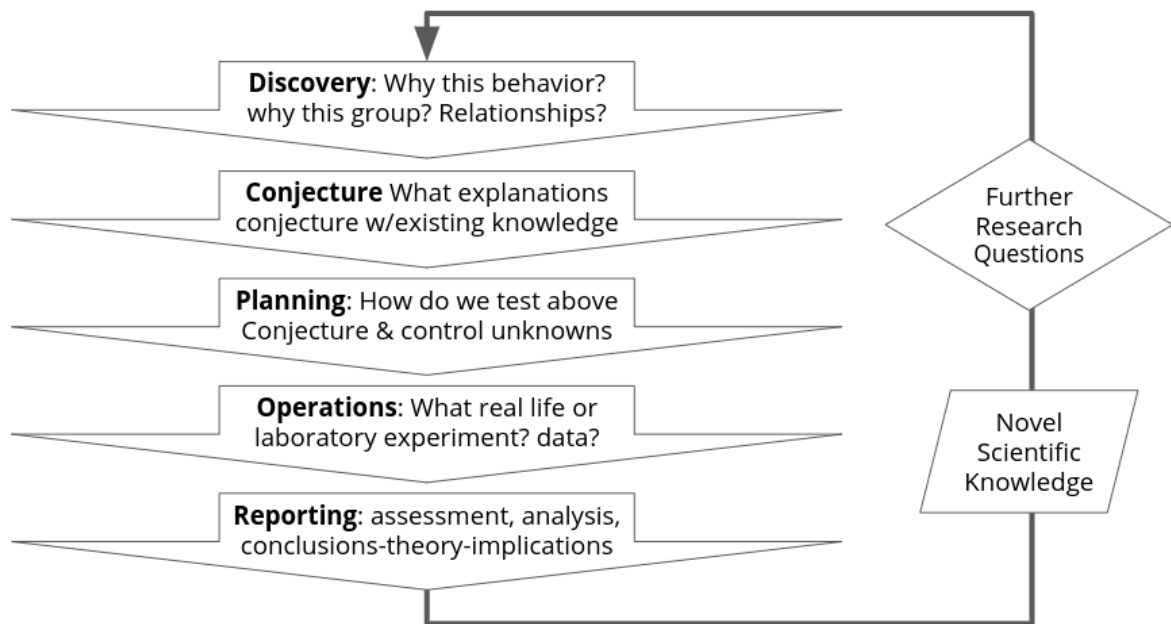 Discovery: Why this behavior?
why this group? Relationships?
Conjecture What explanations
conjecture w/existing knowledge
Planning: How do we test above
Conjecture & control unknowns
Operations: What real life or
laboratory experiment? data?
Reporting: assessment, analysis,
conclusions-theory-implications
Further
Research
Questions
Novel
Scientific
Knowledge